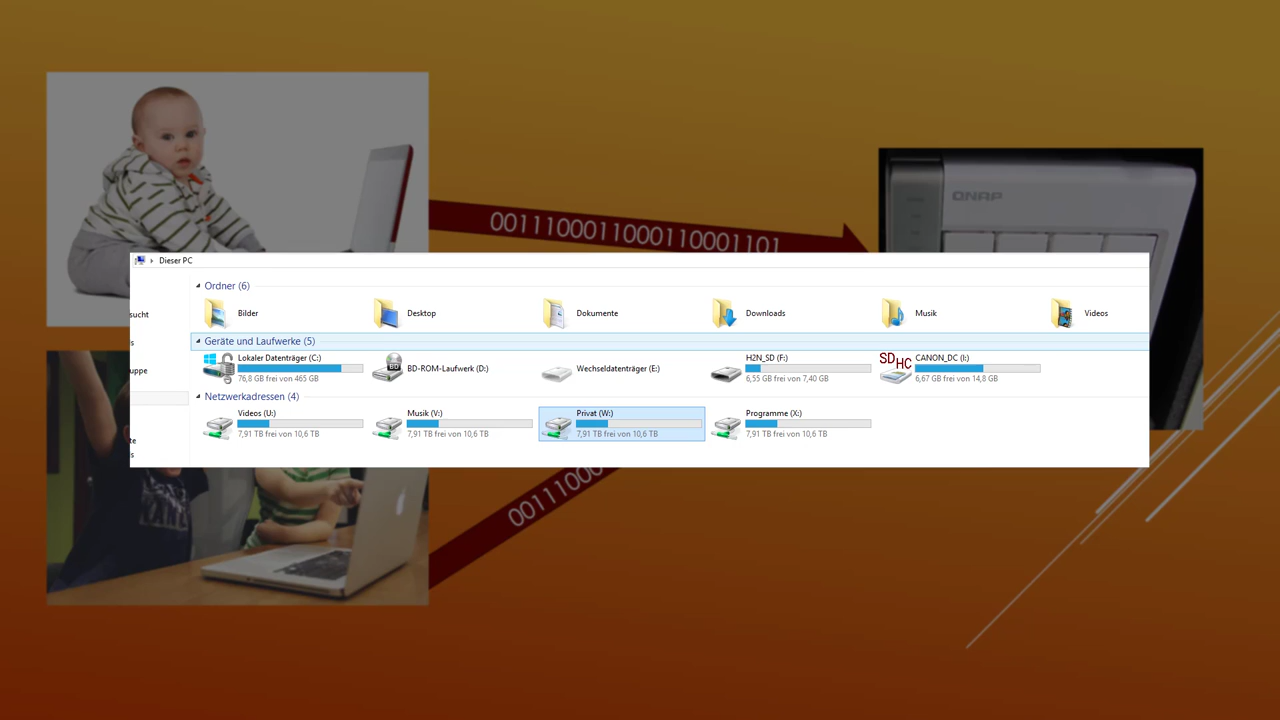 001110001100011000​1101
QNAP
Dieser PC
Ordner (6)
Bilder
Desktop
Dokumente
Downloads
Musik
Videos
sucht
s
uppe
te
s
Geräte und Laufwerke (5)
Lokaler Datenträger (C:)
76,8 GB frei von 465 GB
BD
BD-ROM-Laufwerk (D:)
Wechseldatenträger (E:)
H2N_SD (F:)
6,55 GB frei von 7,40 GB
SD
HC
CANON_DC (I:)
6,67 GB frei von 14,8 GB
Netzwerkadressen (4)
Videos (U:)
7,91 TB frei von 10,6 TB
Musik (V:)
7,91 TB frei von 10,6 TB
Privat (W:)
7,91 TB frei von 10,6 TB
Programme (X:)
7,91 TB frei von 10,6 TB
0011100